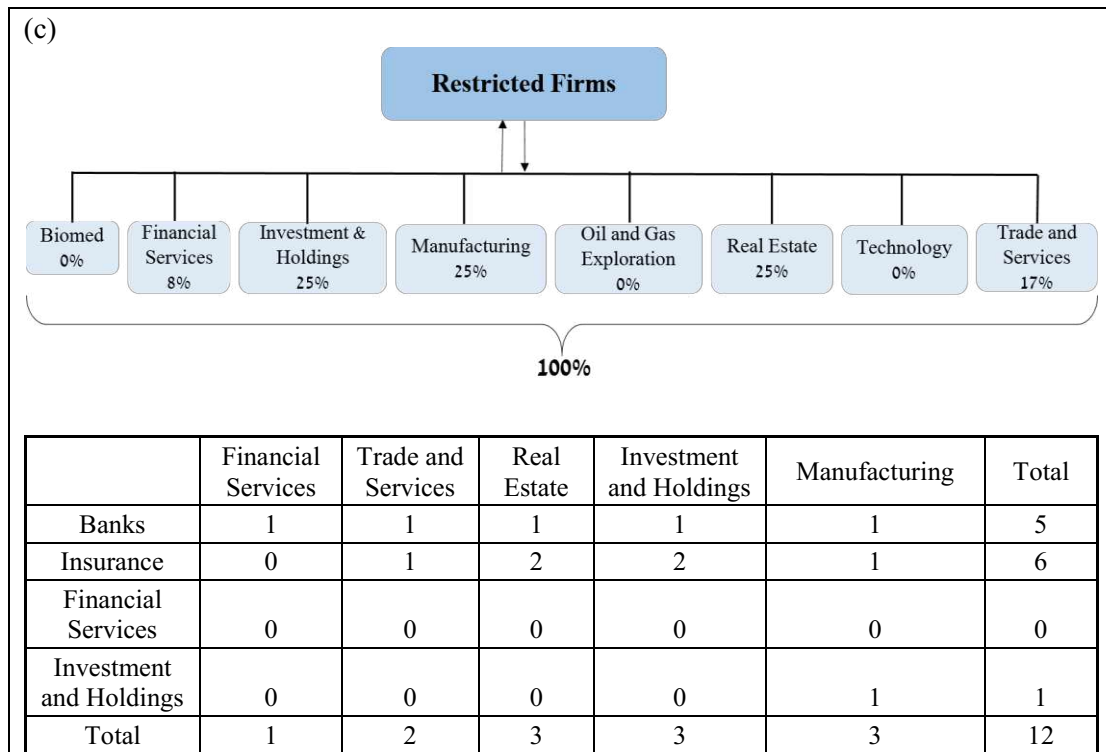 (c)
Restricted Firms
Biomed
0%
Financial
Services
8%
Investment &
Holdings
25%
Manufacturing
25%
Oil and Gas
Exploration
0%
Real Estate
25%
Technology
0%
Trade and
Services
17%
100%
Financial
Services
Trade and
Services
Real
Estate
Investment
and Holdings
Manufacturing
Total
Banks 1 1 1 1 1 5
Insurance 0 1 2 2 1 6
Financial
Services 0 0 0 0 0 0
Investment
and Holdings 0 0 0 0 1 1
Total 1 2 3 3 3 12